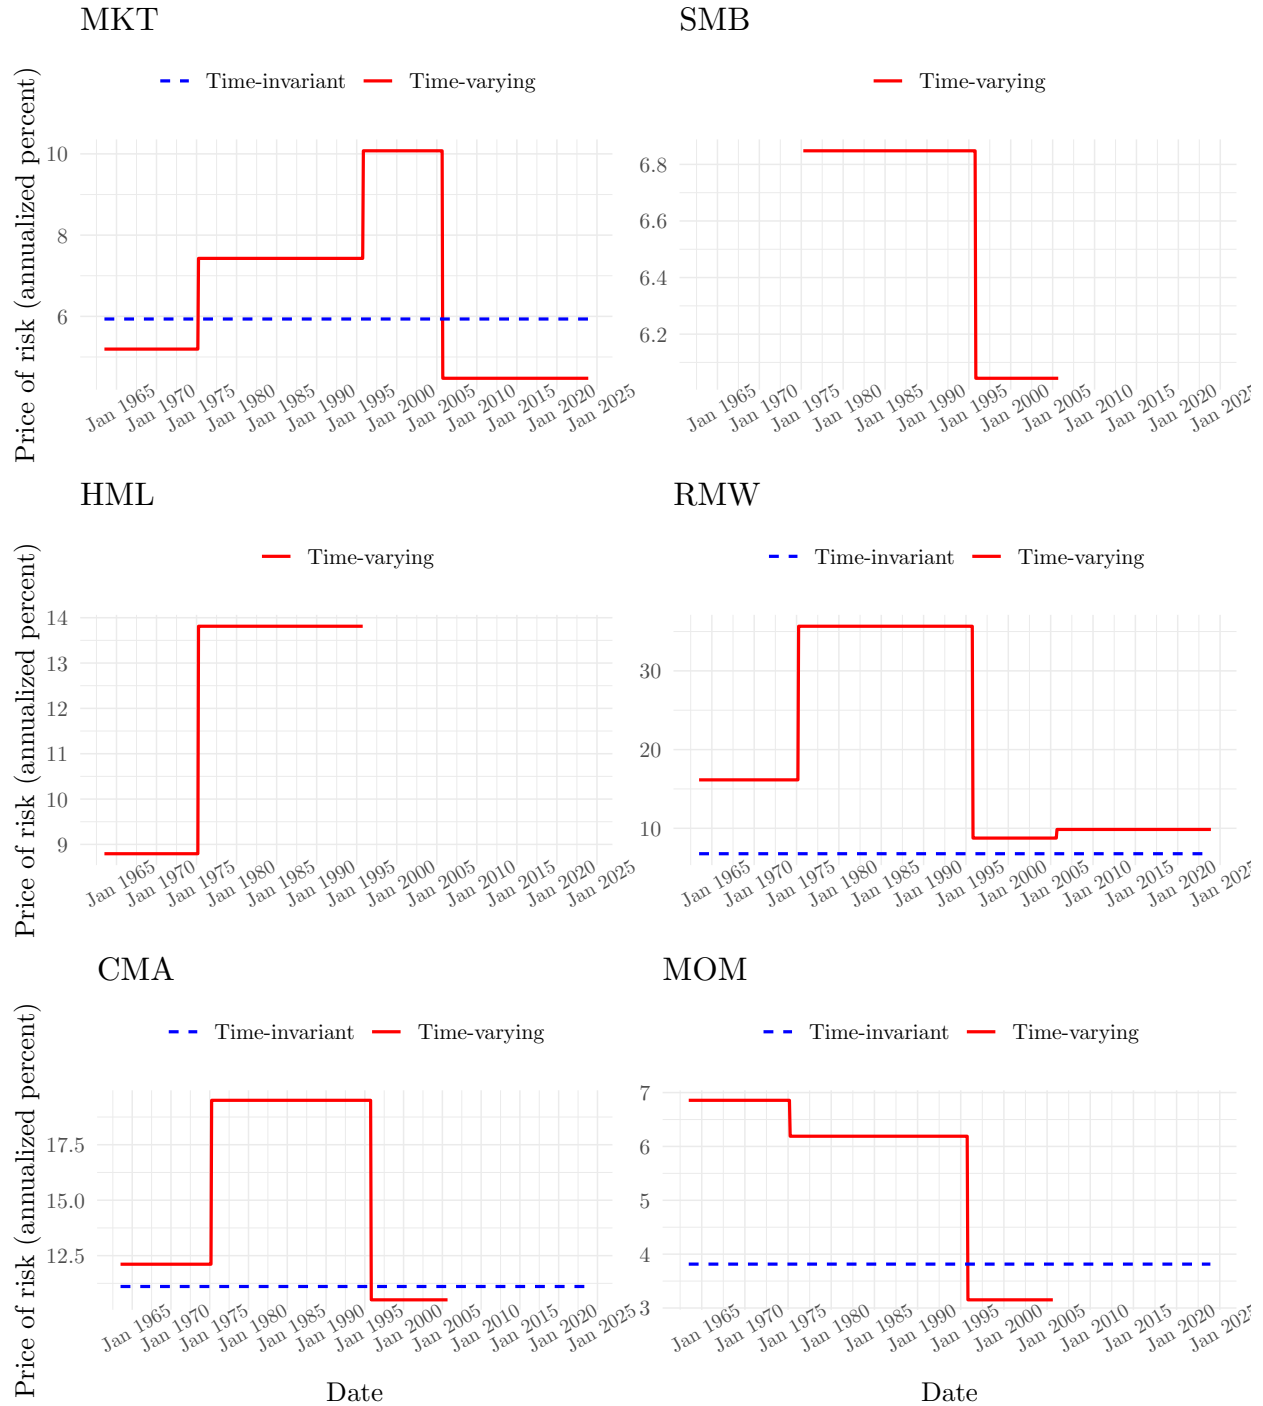 MKT
Time-invariant Time-varying
Price of risk (annualized percent)
10
8
6
Jan 1965 Jan 1970 Jan 1975 Jan 1980 Jan 1985 Jan 1990 Jan 1995 Jan 2000 Jan 2005 Jan 2010 Jan 2015 Jan 2020 Jan 2025
SMB
Time-varying
6.8
6.6
6.4
6.2
Jan 1965 Jan 1970 Jan 1975 Jan 1980 Jan 1985 Jan 1990 Jan 1995 Jan 2000 Jan 2005 Jan 2010 Jan 2015 Jan 2020 Jan 2025
HML
Time-varying
Price of risk (annualized percent)
14
13
12
11
10
9
Jan 1965 Jan 1970 Jan 1975 Jan 1980 Jan 1985 Jan 1990 Jan 1995 Jan 2000 Jan 2005 Jan 2010 Jan 2015 Jan 2020 Jan 2025
RMW
Time-invariant Time-varying
30
20
10
Jan 1965 Jan 1970 Jan 1975 Jan 1980 Jan 1985 Jan 1990 Jan 1995 Jan 2000 Jan 2005 Jan 2010 Jan 2015 Jan 2020 Jan 2025
CMA
Time-invariant Time-varying
Price of risk (annualized percent)
17.5
15.0
12.5
Jan 1965 Jan 1970 Jan 1975 Jan 1980 Jan 1985 Jan 1990 Jan 1995 Jan 2000 Jan 2005 Jan 2010 Jan 2015 Jan 2020 Jan 2025
Date
MOM
Time-invariant Time-varying
7
6
5
4
3
Jan 1965 Jan 1970 Jan 1975 Jan 1980 Jan 1985 Jan 1990 Jan 1995 Jan 2000 Jan 2005 Jan 2010 Jan 2015 Jan 2020 Jan 2025
Date